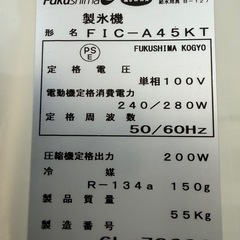 Fukushima
製氷機
形名 FIC-A45KT
PS E FUKUSHIMA KOGYO
定格電圧 単相100V
電動機定格消費電力 240/280W
定格周波数 50/60Hz
圧縮機定格出力 200W
冷媒 R-134a 150g
製品質量 55Kg
製造番号